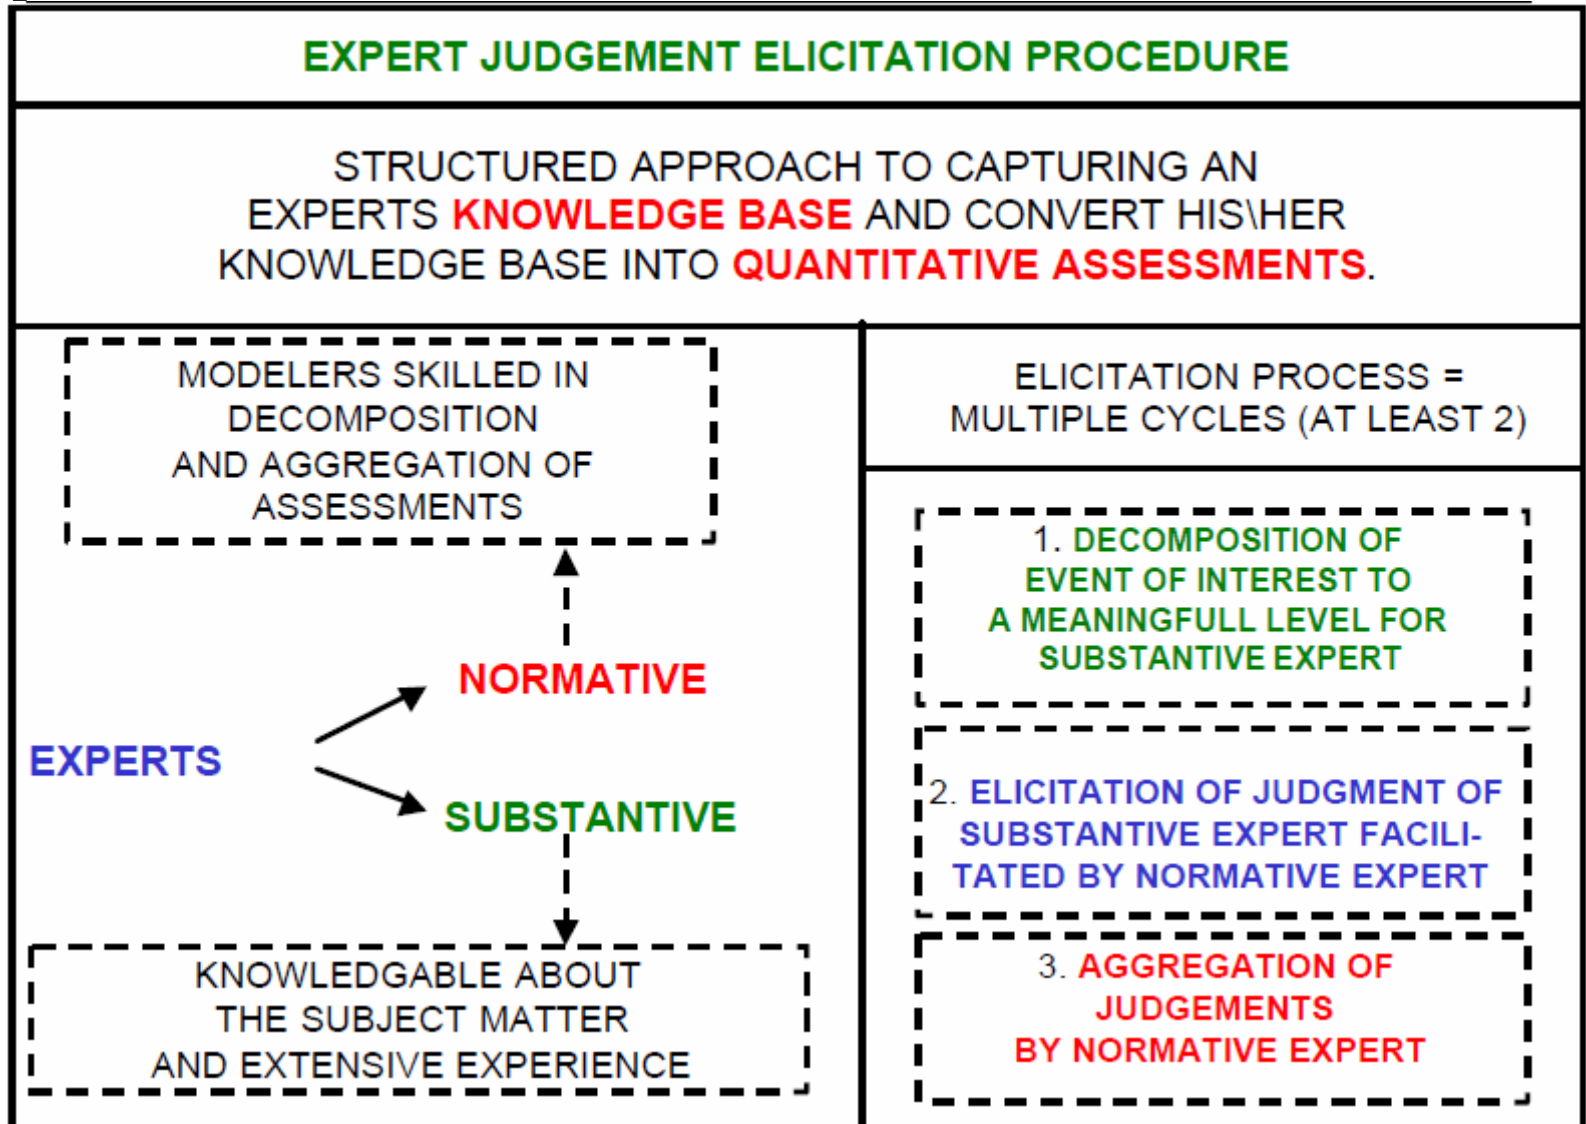 EXPERT JUDGEMENT ELICITATION PROCEDURE
STRUCTURED APPROACH TO CAPTURING AN
EXPERTS KNOWLEDGE BASE AND CONVERT HIS\HER
KNOWLEDGE BASE INTO QUANTITATIVE ASSESSMENTS.
MODELERS SKILLED IN
DECOMPOSITION
AND AGGREGATION OF
ASSESSMENTS
NORMATIVE
EXPERTS
SUBSTANTIVE
KNOWLEDGABLE ABOUT
THE SUBJECT MATTER
AND EXTENSIVE EXPERIENCE
ELICITATION PROCESS =
MULTIPLE CYCLES (AT LEAST 2)
1. DECOMPOSITION OF
EVENT OF INTEREST TO
A MEANINGFULL LEVEL FOR
SUBSTANTIVE EXPERT
2. ELICITATION OF JUDGMENT OF
SUBSTANTIVE EXPERT FACILI-
TATED BY NORMATIVE EXPERT
3. AGGREGATION OF
JUDGEMENTS
BY NORMATIVE EXPERT